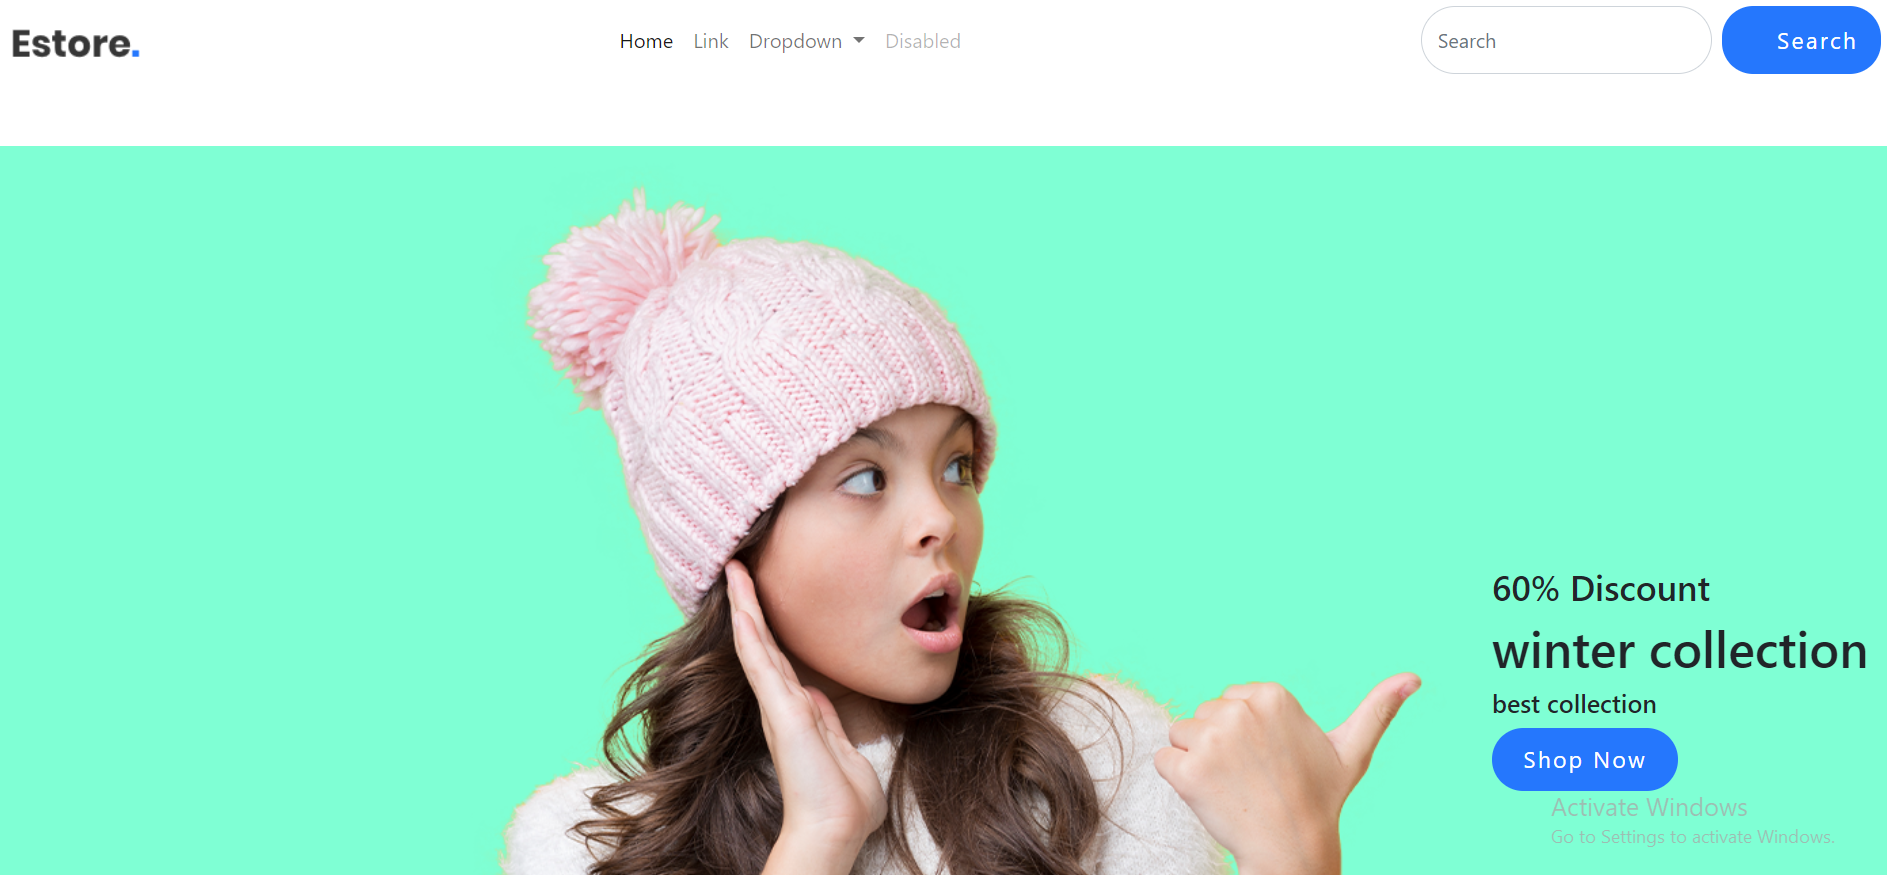 Estore.
Home Link Dropdown Disabled
Search
Search
60% Discount
winter collection
best collection
Shop Now
Activate Windows
Go to Settings to activate Windows.